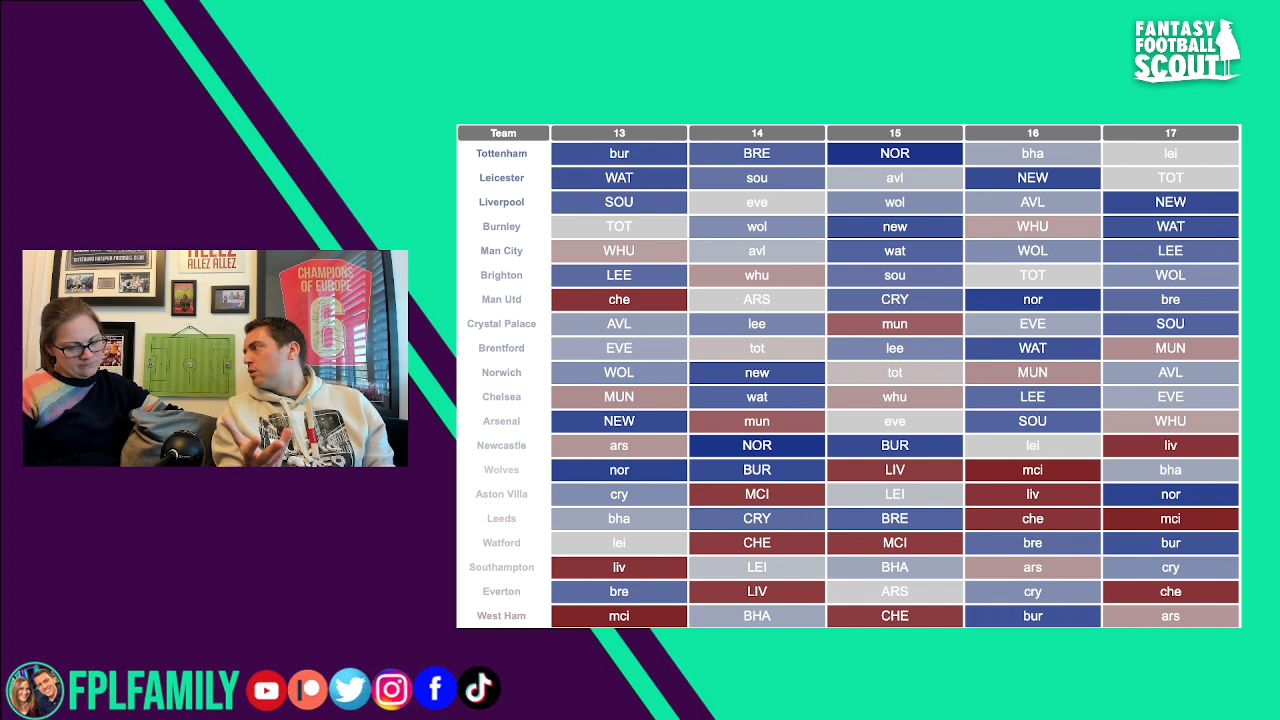 FANTASY
FOOTBALL
SCOUT
Team 13 14 15 16 17
Tottenham bur BRE NOR bha lei
Leicester WAT sou avl NEW TOT
Liverpool SOU eve wol AVL NEW
Burnley TOT wol new WHU WAT
Man City WHU avl wat WOL LEE
Brighton LEE whu sou TOT WOL
Man Utd che ARS CRY nor bre
Crystal Palace AVL lee mun EVE SOU
Brentford EVE tot lee WAT MUN
Norwich WOL new tot MUN AVL
Chelsea MUN wat whu LEE EVE
Arsenal NEW mun eve SOU WHU
Newcastle ars NOR BUR lei liv
Wolves nor BUR LIV mci bha
Aston Villa cry MCI LEI liv nor
Leeds bha CRY BRE che mci
Watford lei CHE MCI bre bur
Southampton liv LEI BHA ars cry
Everton bre LIV ARS cry che
West Ham mci BHA CHE bur ars
TOTTENHAM HOTSPUR FOOTBALL CLUB
ALLEZ
ALLEZ ALLEZ
CHAMPIONS
OF EUROPE
6
FPLFAMILY